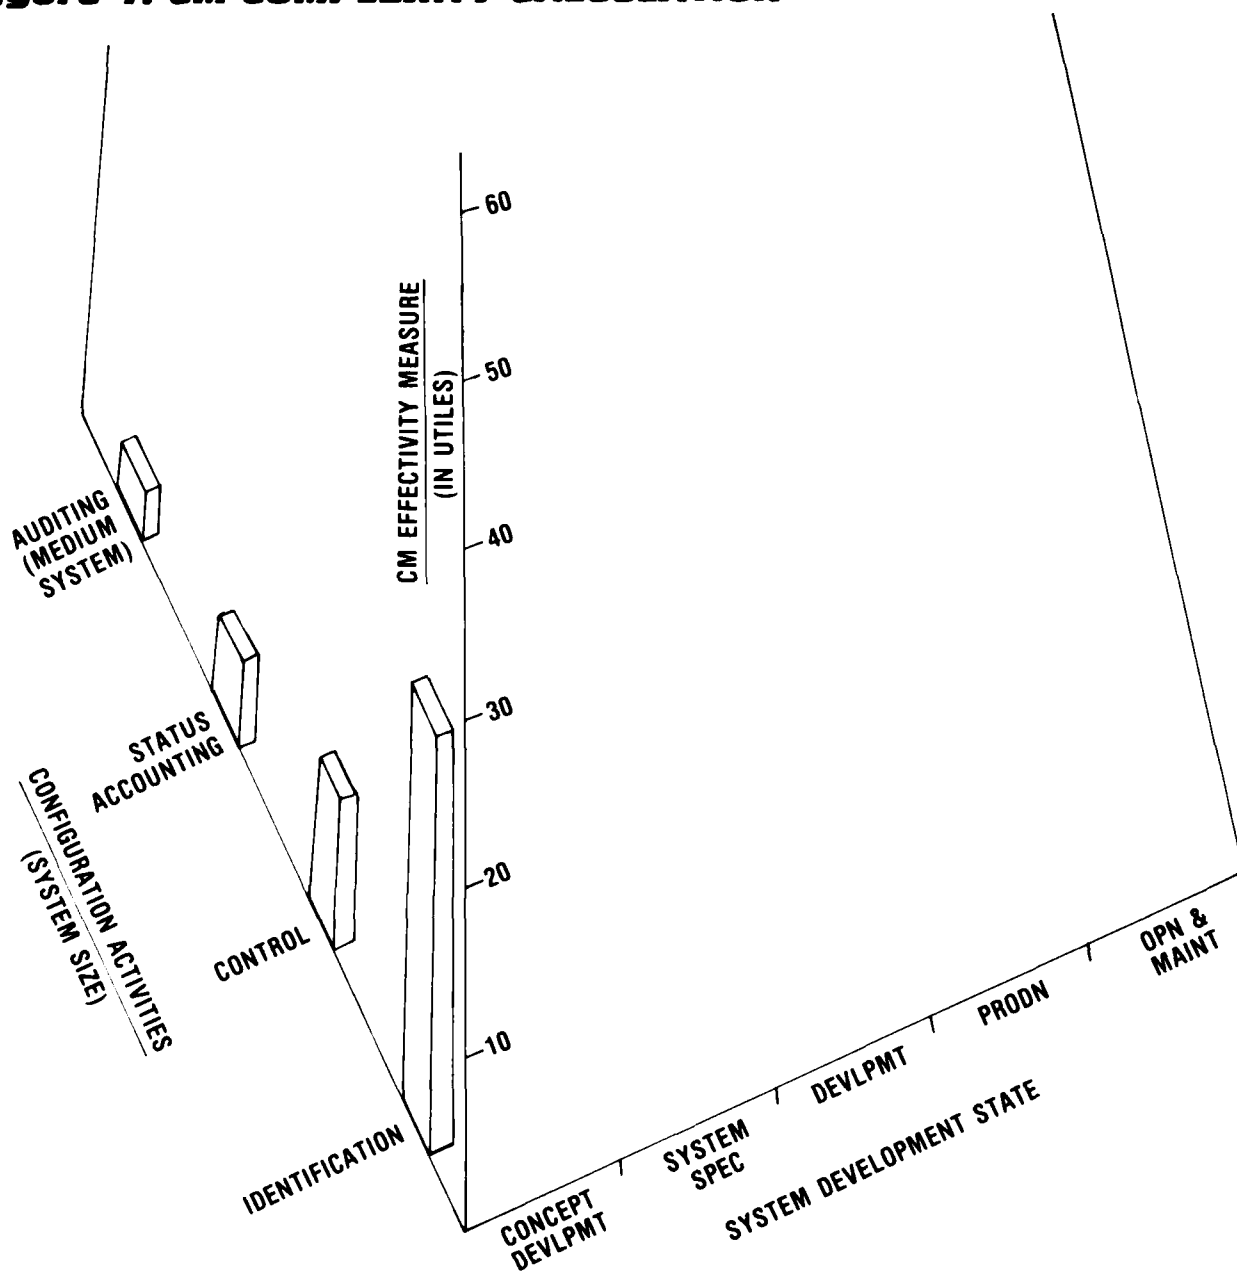 60
50
40
30
20
10
CM EFFECTIVITY MEASURE
(IN UTILES)
AUDITING
(MEDIUM
SYSTEM)
STATUS
ACCOUNTING
CONTROL
IDENTIFICATION
CONFIGURATION ACTIVITIES
(SYSTEM SIZE)
CONCEPT
DEVLPMT
SYSTEM
SPEC
DEVLPMT
PRODN
OPN &
MAINT
SYSTEM DEVELOPMENT STATE